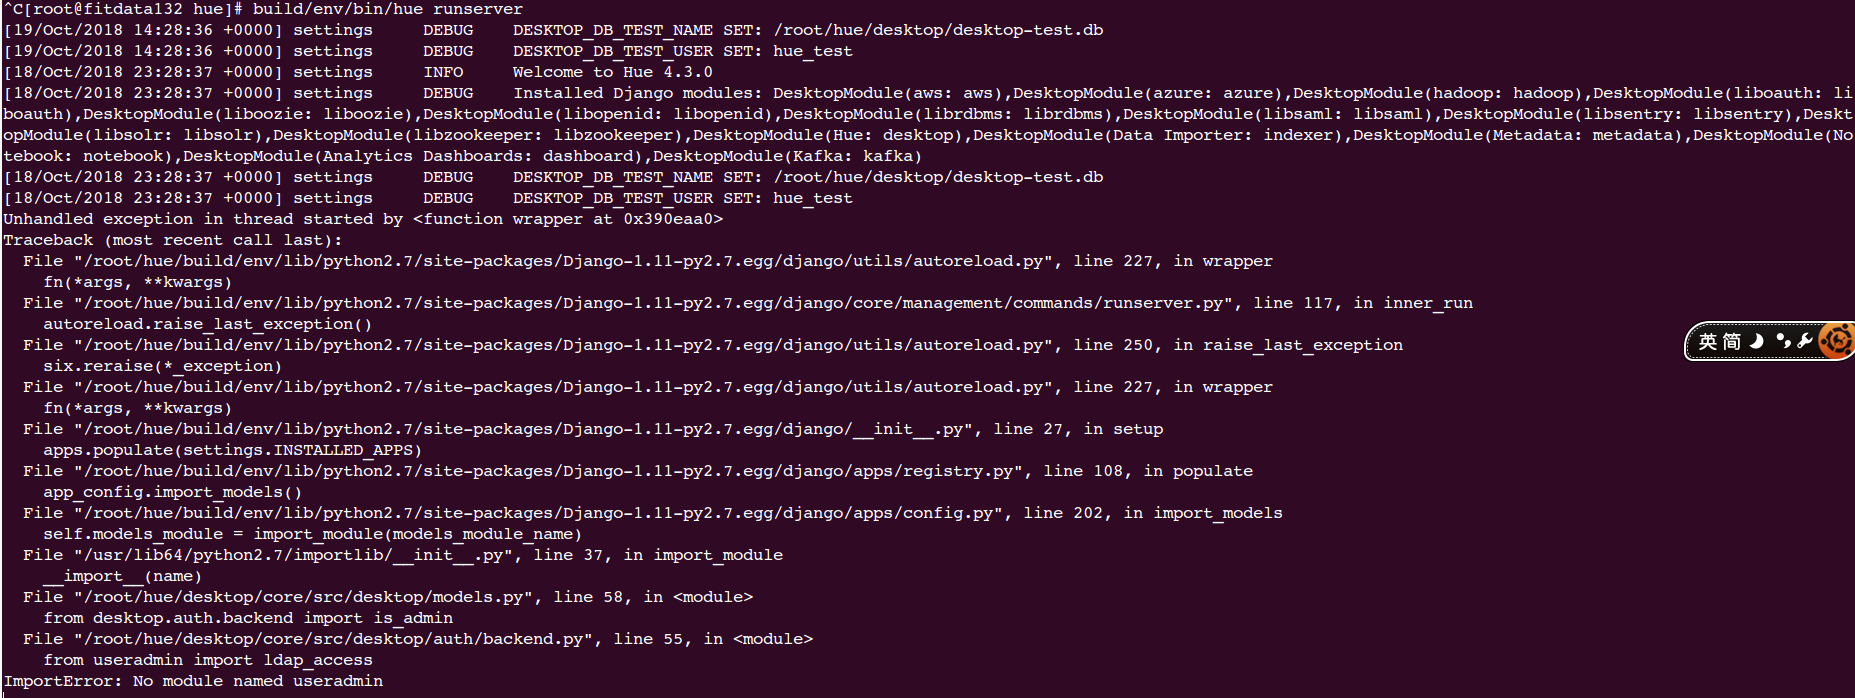 ^C[root@fitdata132 hue]# build/env/bin/hue runserver
[19/Oct/2018 14:28:36 +0000] settings     DEBUG    DESKTOP_DB_TEST_NAME SET: /root/hue/desktop/desktop-test.db
[19/Oct/2018 14:28:36 +0000] settings     DEBUG    DESKTOP_DB_TEST_USER SET: hue_test
[18/Oct/2018 23:28:37 +0000] settings     INFO     Welcome to Hue 4.3.0
[18/Oct/2018 23:28:37 +0000] settings     DEBUG    Installed Django modules: DesktopModule(aws: aws),DesktopModule(azure: azure),DesktopModule(hadoop: hadoop),DesktopModule(liboauth: li
boauth),DesktopModule(liboozie: liboozie),DesktopModule(libopenid: libopenid),DesktopModule(librdbms: librdbms),DesktopModule(libsaml: libsaml),DesktopModule(libsentry: libsentry),Deskt
opModule(libsolr: libsolr),DesktopModule(libzookeeper: libzookeeper),DesktopModule(Hue: desktop),DesktopModule(Data Importer: indexer),DesktopModule(Metadata: metadata),DesktopModule(No
tebook: notebook),DesktopModule(Analytics Dashboards: dashboard),DesktopModule(Kafka: kafka)
[18/Oct/2018 23:28:37 +0000] settings     DEBUG    DESKTOP_DB_TEST_NAME SET: /root/hue/desktop/desktop-test.db
[18/Oct/2018 23:28:37 +0000] settings     DEBUG    DESKTOP_DB_TEST_USER SET: hue_test
Unhandled exception in thread started by <function wrapper at 0x390eaa0>
Traceback (most recent call last):
  File "/root/hue/build/env/lib/python2.7/site-packages/Django-1.11-py2.7.egg/django/utils/autoreload.py", line 227, in wrapper
    fn(*args, **kwargs)
  File "/root/hue/build/env/lib/python2.7/site-packages/Django-1.11-py2.7.egg/django/core/management/commands/runserver.py", line 117, in inner_run
    autoreload.raise_last_exception()
  File "/root/hue/build/env/lib/python2.7/site-packages/Django-1.11-py2.7.egg/django/utils/autoreload.py", line 250, in raise_last_exception
英简
    six.reraise(*_exception)
  File "/root/hue/build/env/lib/python2.7/site-packages/Django-1.11-py2.7.egg/django/utils/autoreload.py", line 227, in wrapper
    fn(*args, **kwargs)
  File "/root/hue/build/env/lib/python2.7/site-packages/Django-1.11-py2.7.egg/django/__init__.py", line 27, in setup
    apps.populate(settings.INSTALLED_APPS)
  File "/root/hue/build/env/lib/python2.7/site-packages/Django-1.11-py2.7.egg/django/apps/registry.py", line 108, in populate
    app_config.import_models()
  File "/root/hue/build/env/lib/python2.7/site-packages/Django-1.11-py2.7.egg/django/apps/config.py", line 202, in import_models
    self.models_module = import_module(models_module_name)
  File "/usr/lib64/python2.7/importlib/__init__.py", line 37, in import_module
    __import__(name)
  File "/root/hue/desktop/core/src/desktop/models.py", line 58, in <module>
    from desktop.auth.backend import is_admin
  File "/root/hue/desktop/core/src/desktop/auth/backend.py", line 55, in <module>
    from useradmin import ldap_access
ImportError: No module named useradmin